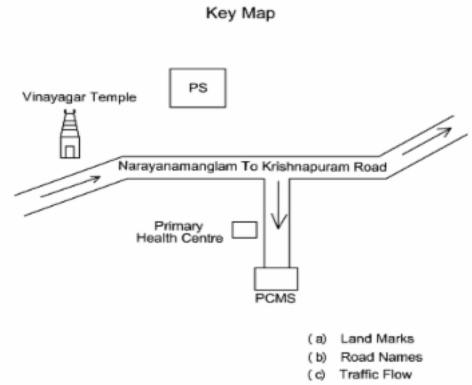 Key Map
PS
Vinayagar Temple
Narayanamanglam To Krishnapuram Road
Primary
Health Centre
PCMS
(a) Land Marks
(b) Road Names
(c) Traffic Flow